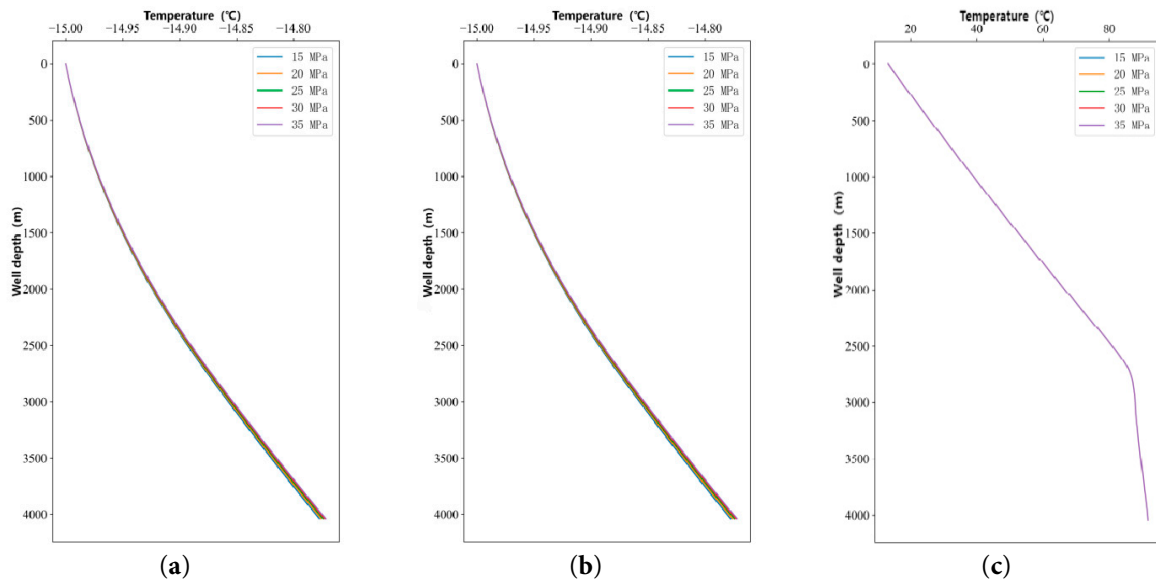 Temperature (℃)
−15.00 −14.95 −14.90 −14.85 −14.80
15 MPa
20 MPa
25 MPa
30 MPa
35 MPa
Well depth (m)
0
500
1000
1500
2000
2500
3000
3500
4000
(a)
Temperature (℃)
−15.00 −14.95 −14.90 −14.85 −14.80
15 MPa
20 MPa
25 MPa
30 MPa
35 MPa
Well depth (m)
0
500
1000
1500
2000
2500
3000
3500
4000
(b)
Temperature (℃)
20 40 60 80
15 MPa
20 MPa
25 MPa
30 MPa
35 MPa
Well depth (m)
0
500
1000
1500
2000
2500
3000
3500
4000
(c)